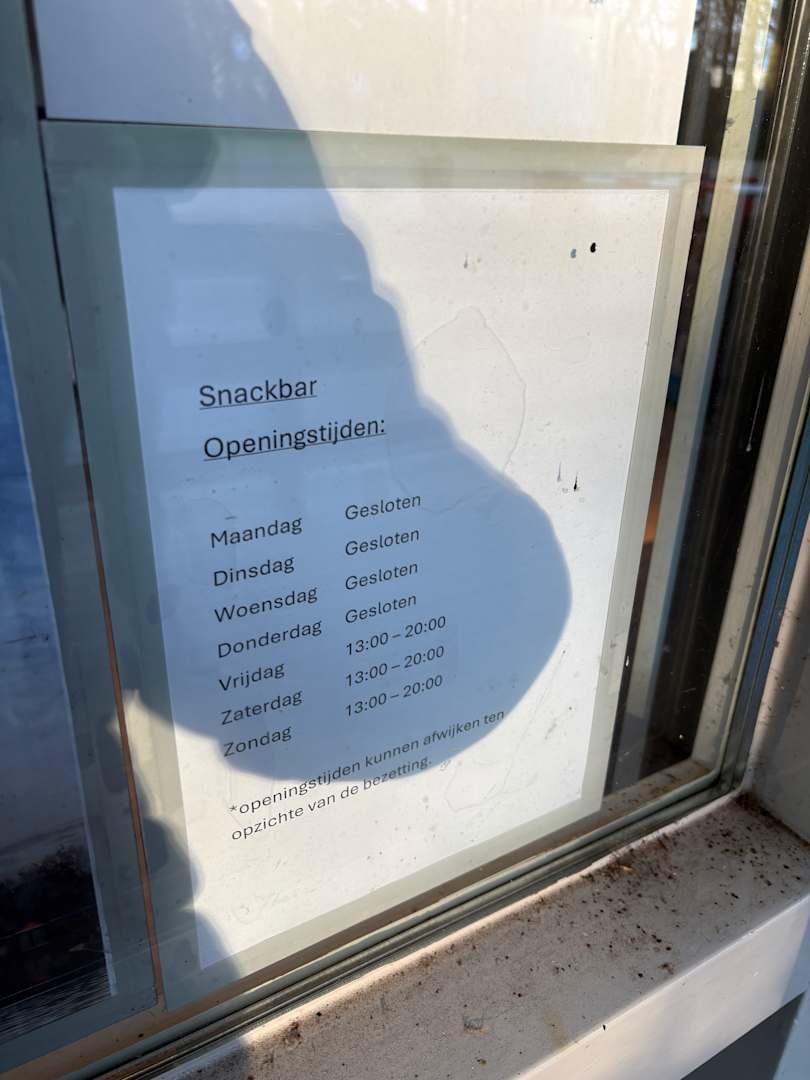 Snackbar
Openingstijden:
Maandag Gesloten
Dinsdag Gesloten
Woensdag Gesloten
Donderdag Gesloten
Vrijdag 13:00 – 20:00
Zaterdag 13:00 – 20:00
Zondag 13:00 – 20:00
*openingstijden kunnen afwijken ten
opzichte van de bezetting.